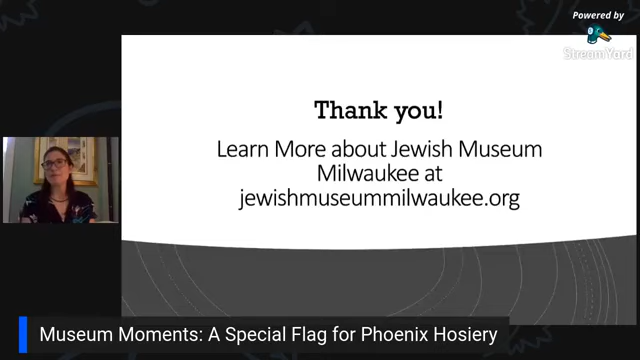 Powered by
StreamYard
Thank you!
Learn More about Jewish Museum
Milwaukee at
jewishmuseummilwaukee.org
Museum Moments: A Special Flag for Phoenix Hosiery